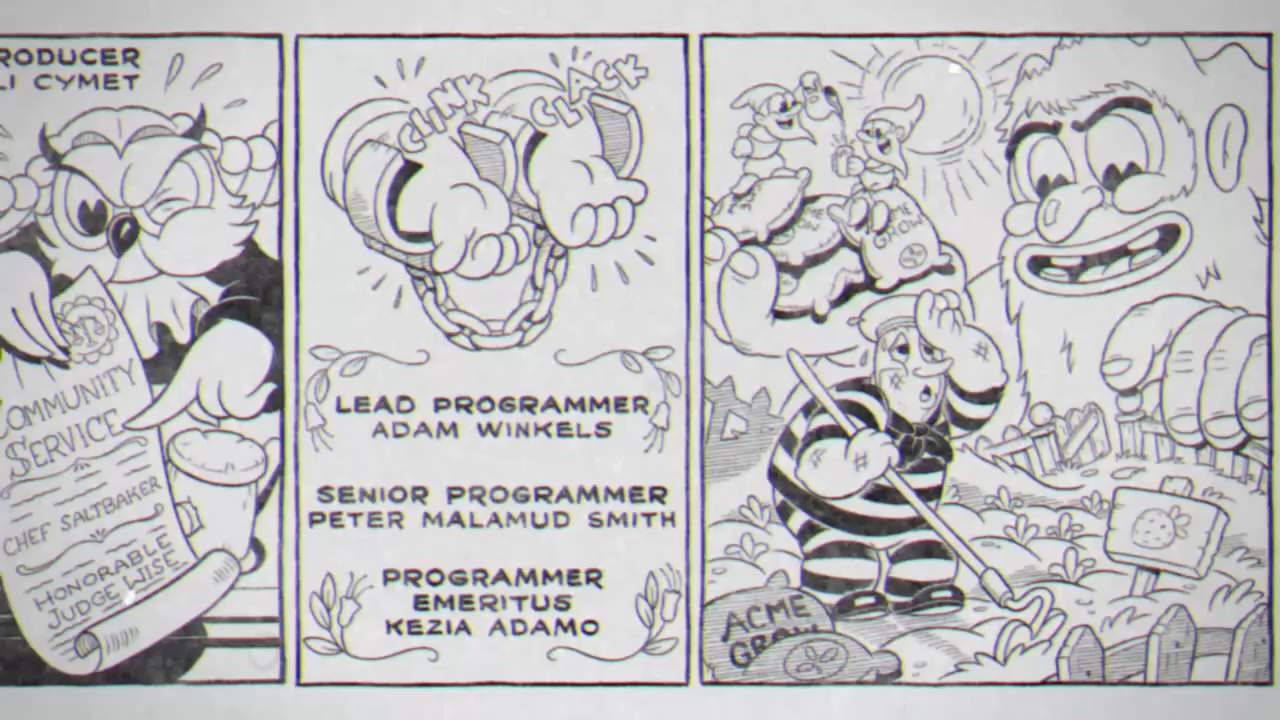 RODUCER
LI CYMET
COMMUNITY
SERVICE
CHEF SALTBAKER
HONORABLE
JUDGE WISE
CLINK
CLACK
LEAD PROGRAMMER
ADAM WINKELS
SENIOR PROGRAMMER
PETER MALAMUD SMITH
PROGRAMMER
EMERITUS
KEZIA ADAMO
GROW
ACME
GROW